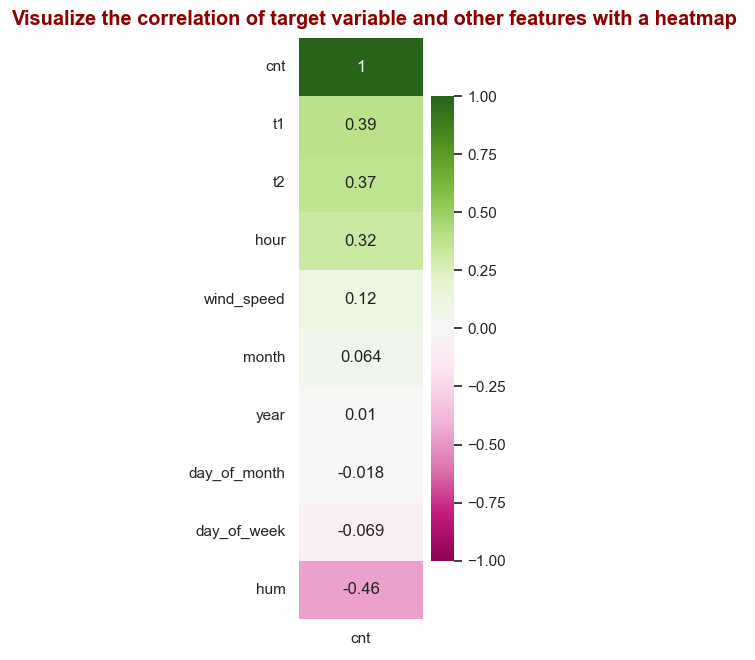 Visualize the correlation of target variable and other features with a heatmap
cnt 1
1.00
t1 0.39
0.75
t2 0.37
0.50
hour 0.32
0.25
wind_speed 0.12
0.00
month 0.064
−0.25
year 0.01
−0.50
day_of_month -0.018
−0.75
day_of_week -0.069
−1.00
hum -0.46
cnt